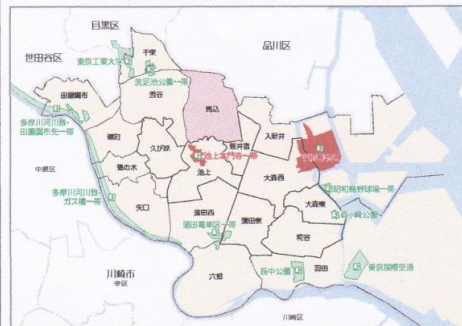 目黒区
品川区
世田谷区
千束
東京工業大学
洗足池公園一帯
雪谷
馬込
田園調布
多摩川河川敷・
田園調布先一帯
嶺町
久が原
新井宿
入新井
池上本門寺一帯
池上
大森西
中原区
鵜の木
多摩川河川敷・
ガス橋一帯
矢口
蒲田西
蒲田東
大森東
昭和島野球場一帯
森ヶ崎公園
蒲田電車区一帯
糀谷
川崎市
幸区
六郷
萩中公園
羽田
東京国際空港
川崎区